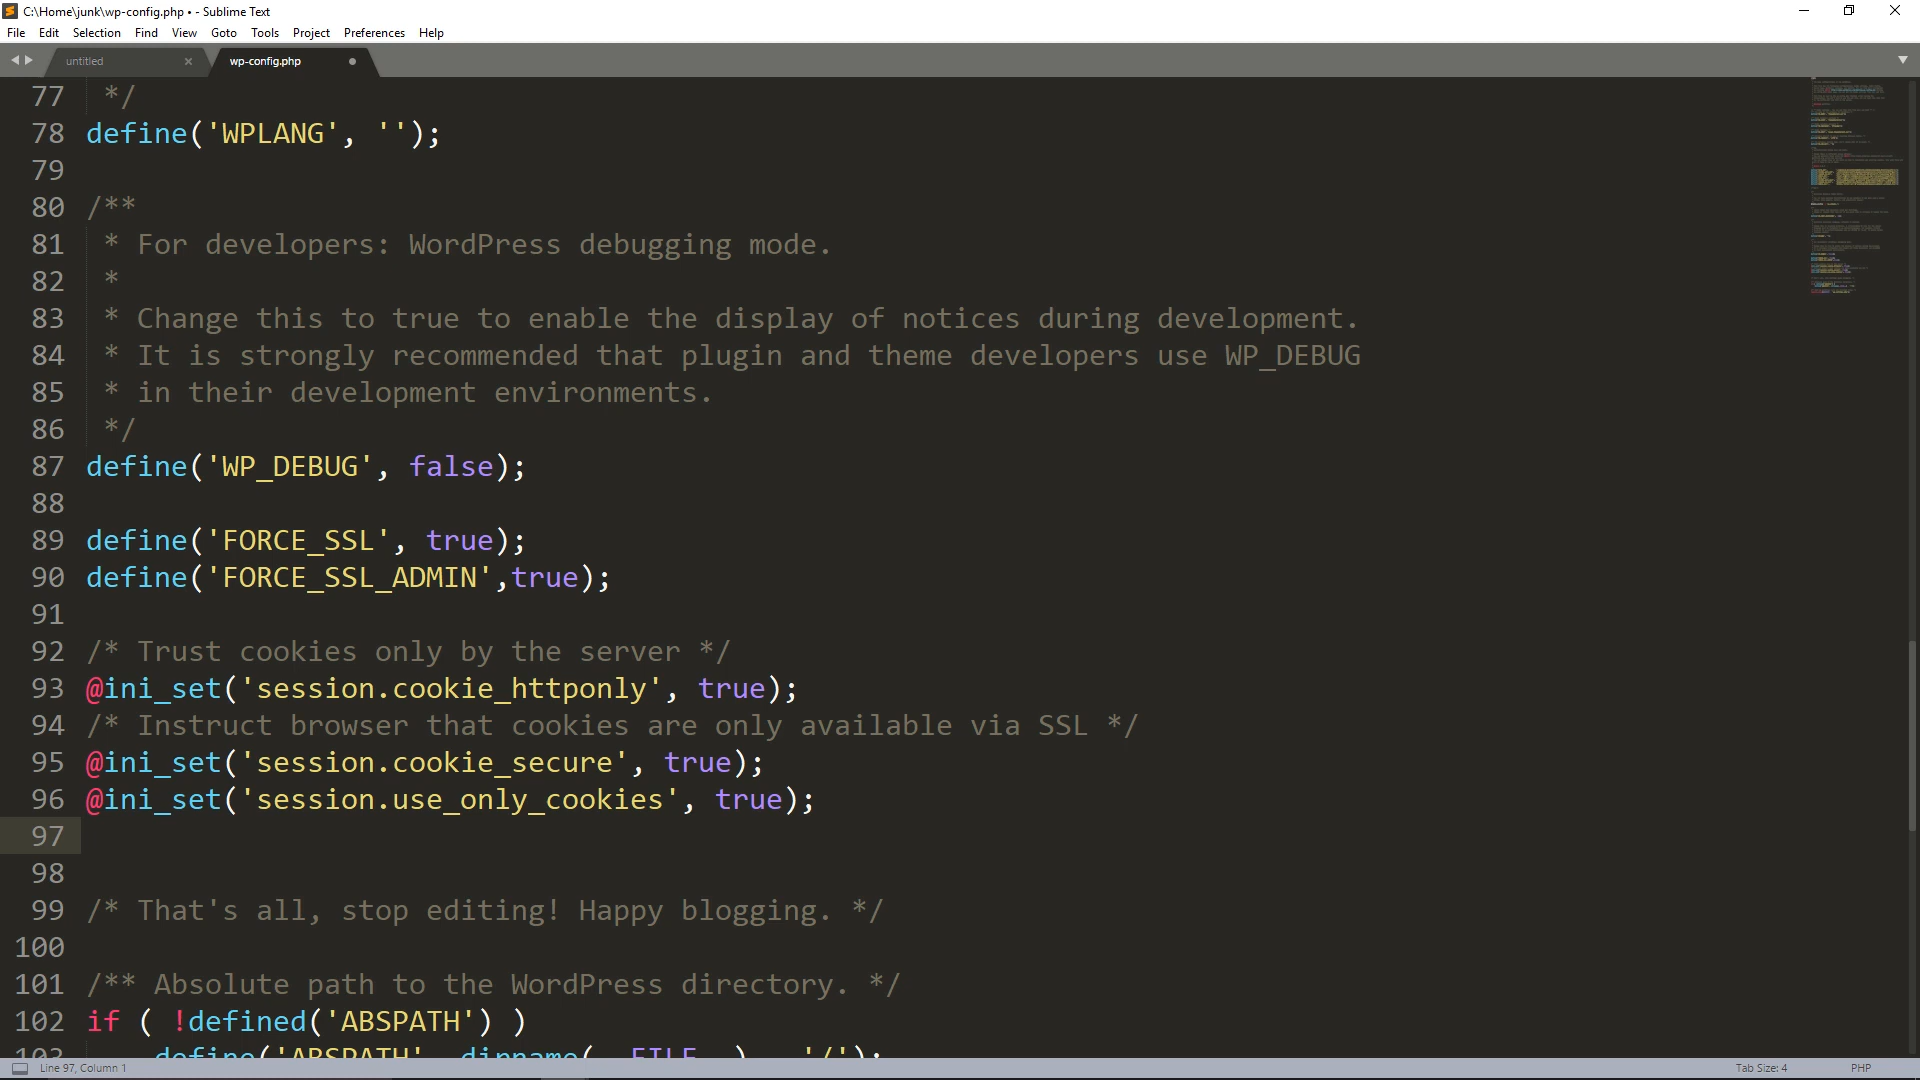 C:\Home\junk\wp-config.php • - Sublime Text
File Edit Selection Find View Goto Tools Project Preferences Help
untitled wp-config.php
77 */
78 define('WPLANG', '');
79
80 /**
81 * For developers: WordPress debugging mode.
82 *
83 * Change this to true to enable the display of notices during development.
84 * It is strongly recommended that plugin and theme developers use WP_DEBUG
85 * in their development environments.
86 */
87 define('WP_DEBUG', false);
88
89 define('FORCE_SSL', true);
90 define('FORCE_SSL_ADMIN',true);
91
92 /* Trust cookies only by the server */
93 @ini_set('session.cookie_httponly', true);
94 /* Instruct browser that cookies are only available via SSL */
95 @ini_set('session.cookie_secure', true);
96 @ini_set('session.use_only_cookies', true);
97
98
99 /* That's all, stop editing! Happy blogging. */
100
101 /** Absolute path to the WordPress directory. */
102 if ( !defined('ABSPATH') )
103 define('ABSPATH', dirname(__FILE__) . '/');
Line 97, Column 1 Tab Size: 4 PHP